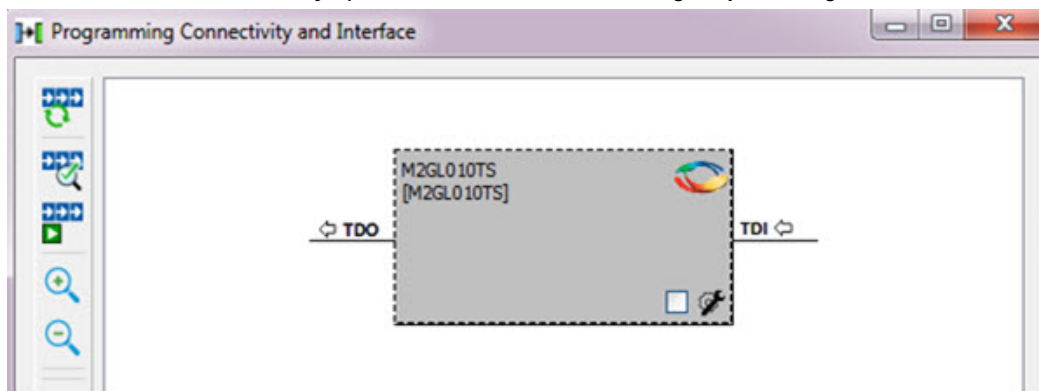 Programming Connectivity and Interface
M2GL010TS
[M2GL010TS]
TDO
TDI